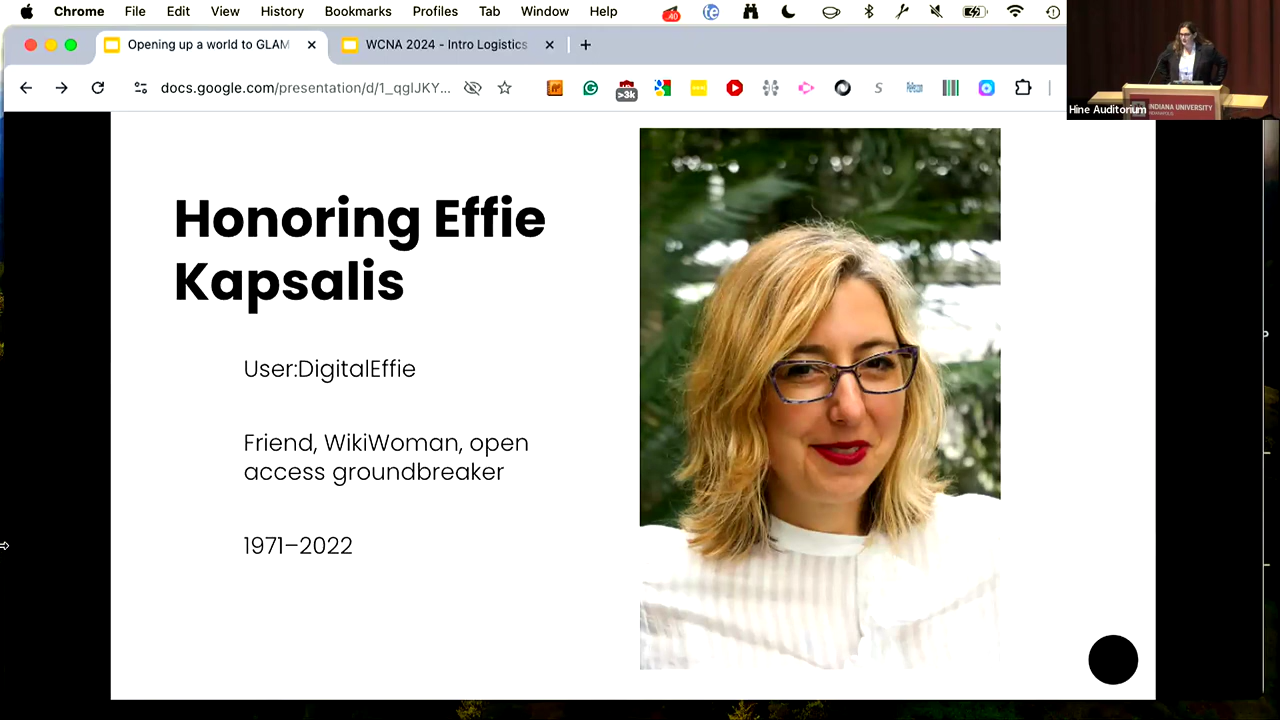 Chrome File Edit View History Bookmarks Profiles Tab Window Help
Opening up a world to GLAM
WCNA 2024 - Intro Logistics
docs.google.com/presentation/d/1_qglJKY...
>3k
Hine Auditorium
INDIANA UNIVERSITY
INDIANAPOLIS
Honoring Effie
Kapsalis
User:DigitalEffie
Friend, WikiWoman, open
access groundbreaker
1971–2022